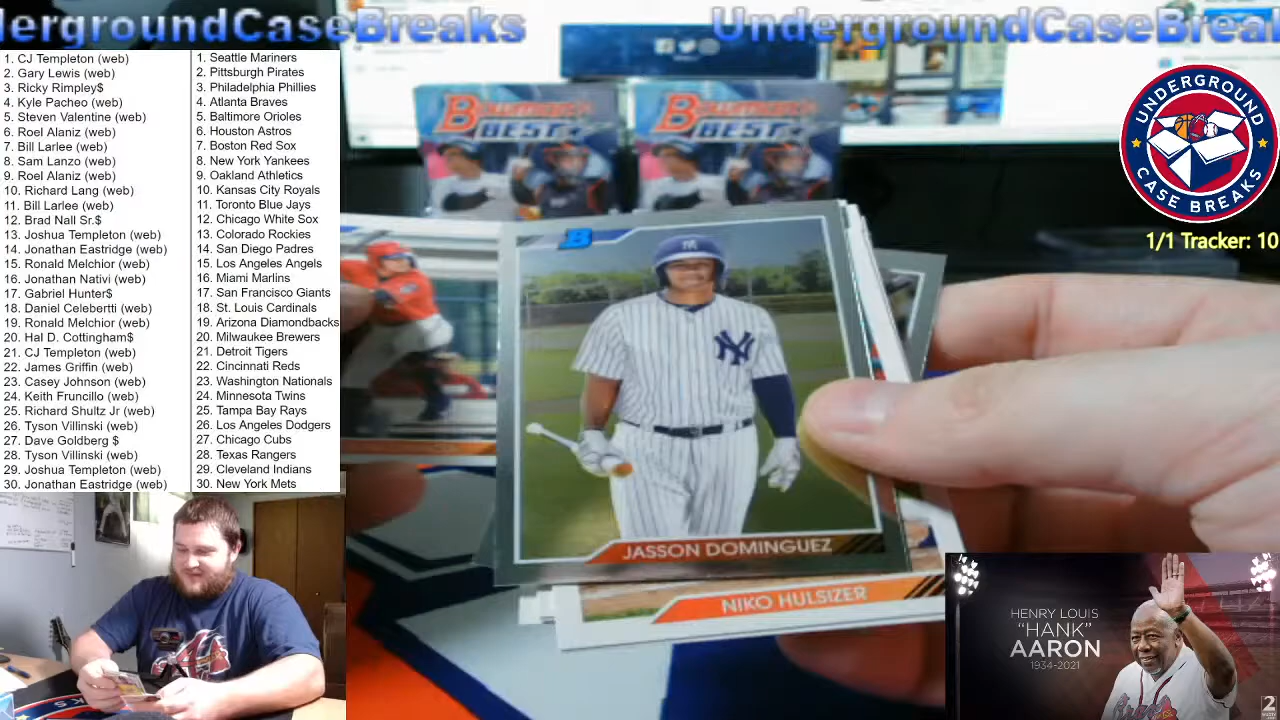 dergroundCaseBreaks
UndergroundCaseBreak
1. CJ Templeton (web)
2. Gary Lewis (web)
3. Ricky Rimpley$
4. Kyle Pacheo (web)
5. Steven Valentine (web)
6. Roel Alaniz (web)
7. Bill Larlee (web)
8. Sam Lanzo (web)
9. Roel Alaniz (web)
10. Richard Lang (web)
11. Bill Larlee (web)
12. Brad Nall Sr.$
13. Joshua Templeton (web)
14. Jonathan Eastridge (web)
15. Ronald Melchior (web)
16. Jonathan Nativi (web)
17. Gabriel Hunter$
18. Daniel Celebertti (web)
19. Ronald Melchior (web)
20. Hal D. Cottingham$
21. CJ Templeton (web)
22. James Griffin (web)
23. Casey Johnson (web)
24. Keith Fruncillo (web)
25. Richard Shultz Jr (web)
26. Tyson Villinski (web)
27. Dave Goldberg $
28. Tyson Villinski (web)
29. Joshua Templeton (web)
30. Jonathan Eastridge (web)
1. Seattle Mariners
2. Pittsburgh Pirates
3. Philadelphia Phillies
4. Atlanta Braves
5. Baltimore Orioles
6. Houston Astros
7. Boston Red Sox
8. New York Yankees
9. Oakland Athletics
10. Kansas City Royals
11. Toronto Blue Jays
12. Chicago White Sox
13. Colorado Rockies
14. San Diego Padres
15. Los Angeles Angels
16. Miami Marlins
17. San Francisco Giants
18. St. Louis Cardinals
19. Arizona Diamondbacks
20. Milwaukee Brewers
21. Detroit Tigers
22. Cincinnati Reds
23. Washington Nationals
24. Minnesota Twins
25. Tampa Bay Rays
26. Los Angeles Dodgers
27. Chicago Cubs
28. Texas Rangers
29. Cleveland Indians
30. New York Mets
BOWMAN'S
BEST
BOWMAN'S
BEST
UNDERGROUND
CASE BREAKS
1/1 Tracker: 10
B
NY
NY
JASSON DOMINGUEZ
NIKO HULSIZER
HENRY LOUIS
"HANK"
AARON
1934-2021
2